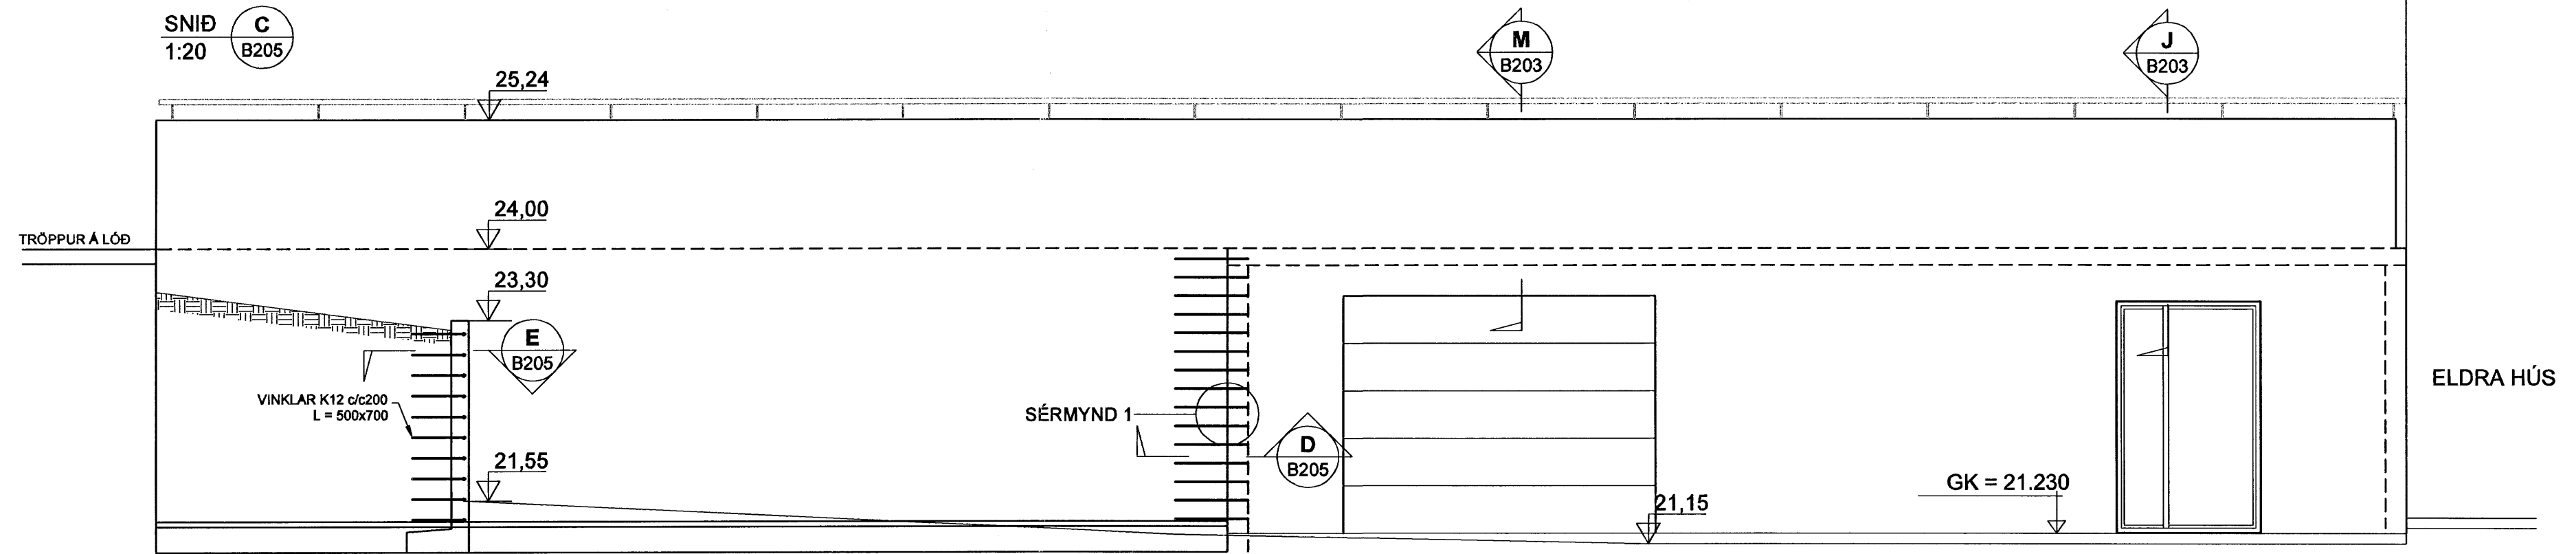 SNIÐ
1:20
C
B205
M
B203
J
B203
25,24
24,00
TRÖPPUR Á LÓÐ
23,30
E
B205
VINKLAR K12 c/c200
L = 500x700
SÉRMYND 1
D
B205
21,55
21,15
GK = 21.230
ELDRA HÚS